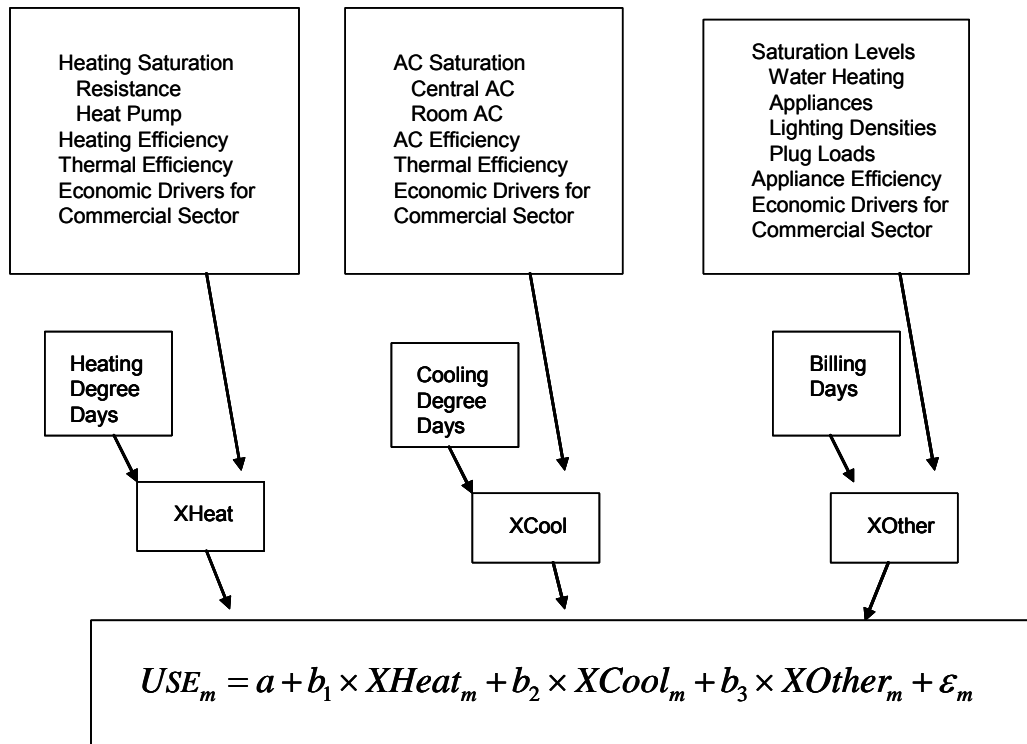 Heating Saturation
Resistance
Heat Pump
Heating Efficiency
Thermal Efficiency
Economic Drivers for
Commercial Sector
AC Saturation
Central AC
Room AC
AC Efficiency
Thermal Efficiency
Economic Drivers for
Commercial Sector
Saturation Levels
Water Heating
Appliances
Lighting Densities
Plug Loads
Appliance Efficiency
Economic Drivers for
Commercial Sector
Heating
Degree
Days
Cooling
Degree
Days
Billing
Days
XHeat
XCool
XOther
USE_m = a + b_1 × XHeat_m + b_2 × XCool_m + b_3 × XOther_m + ε_m